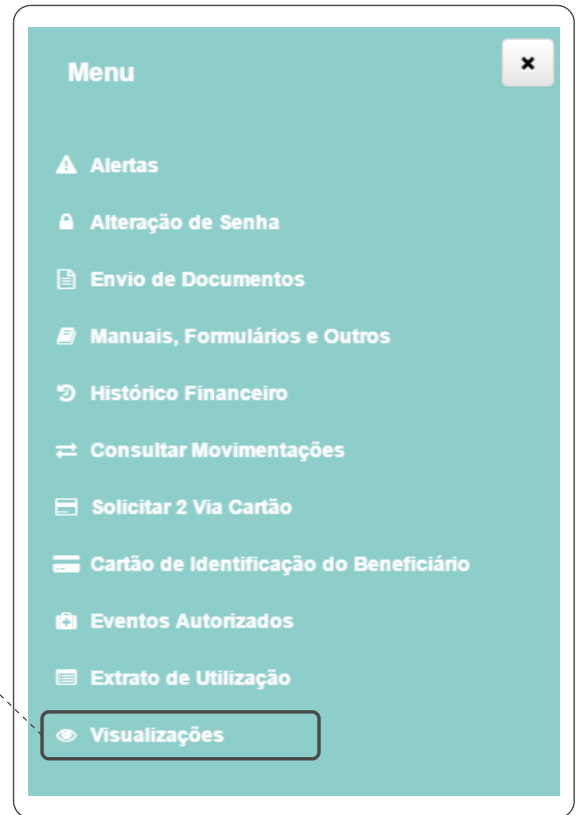 Menu
Alertas
Alteração de Senha
Envio de Documentos
Manuais, Formulários e Outros
Histórico Financeiro
Consultar Movimentações
Solicitar 2 Via Cartão
Cartão de Identificação do Beneficiário
Eventos Autorizados
Extrato de Utilização
Visualizações